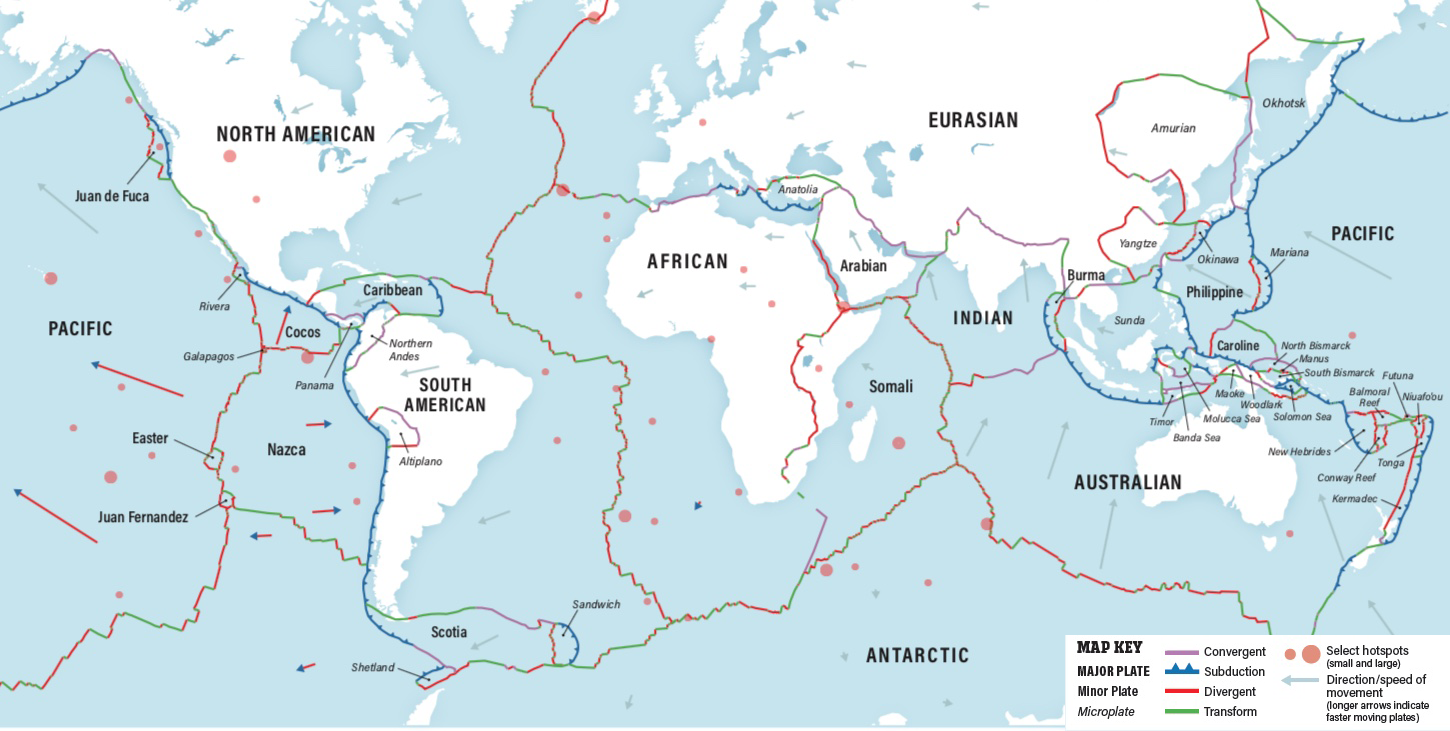 Okhotsk
NORTH AMERICAN
EURASIAN
Amurian
Juan de Fuca
Anatolia
PACIFIC
Yangtze
AFRICAN
Okinawa
Mariana
Arabian
Burma
Rivera
Caribbean
Philippine
PACIFIC
Cocos
INDIAN
Sunda
Galapagos
Northern
Andes
Caroline
North Bismarck
Manus
South Bismarck
Futuna
Panama
SOUTH
AMERICAN
Somali
Maoke
Woodlark
Balmoral
Reef
Niuafo'ou
Timor
Molucca Sea
Solomon Sea
Banda Sea
Easter
Nazca
Altiplano
New Hebrides
Tonga
AUSTRALIAN
Conway Reef
Juan Fernandez
Kermadec
Sandwich
Scotia
Shetland
ANTARCTIC
MAP KEY
MAJOR PLATE
Minor Plate
Microplate
Convergent
Subduction
Divergent
Transform
Select hotspots
(small and large)
Direction/speed of
movement
(longer arrows indicate
faster moving plates)